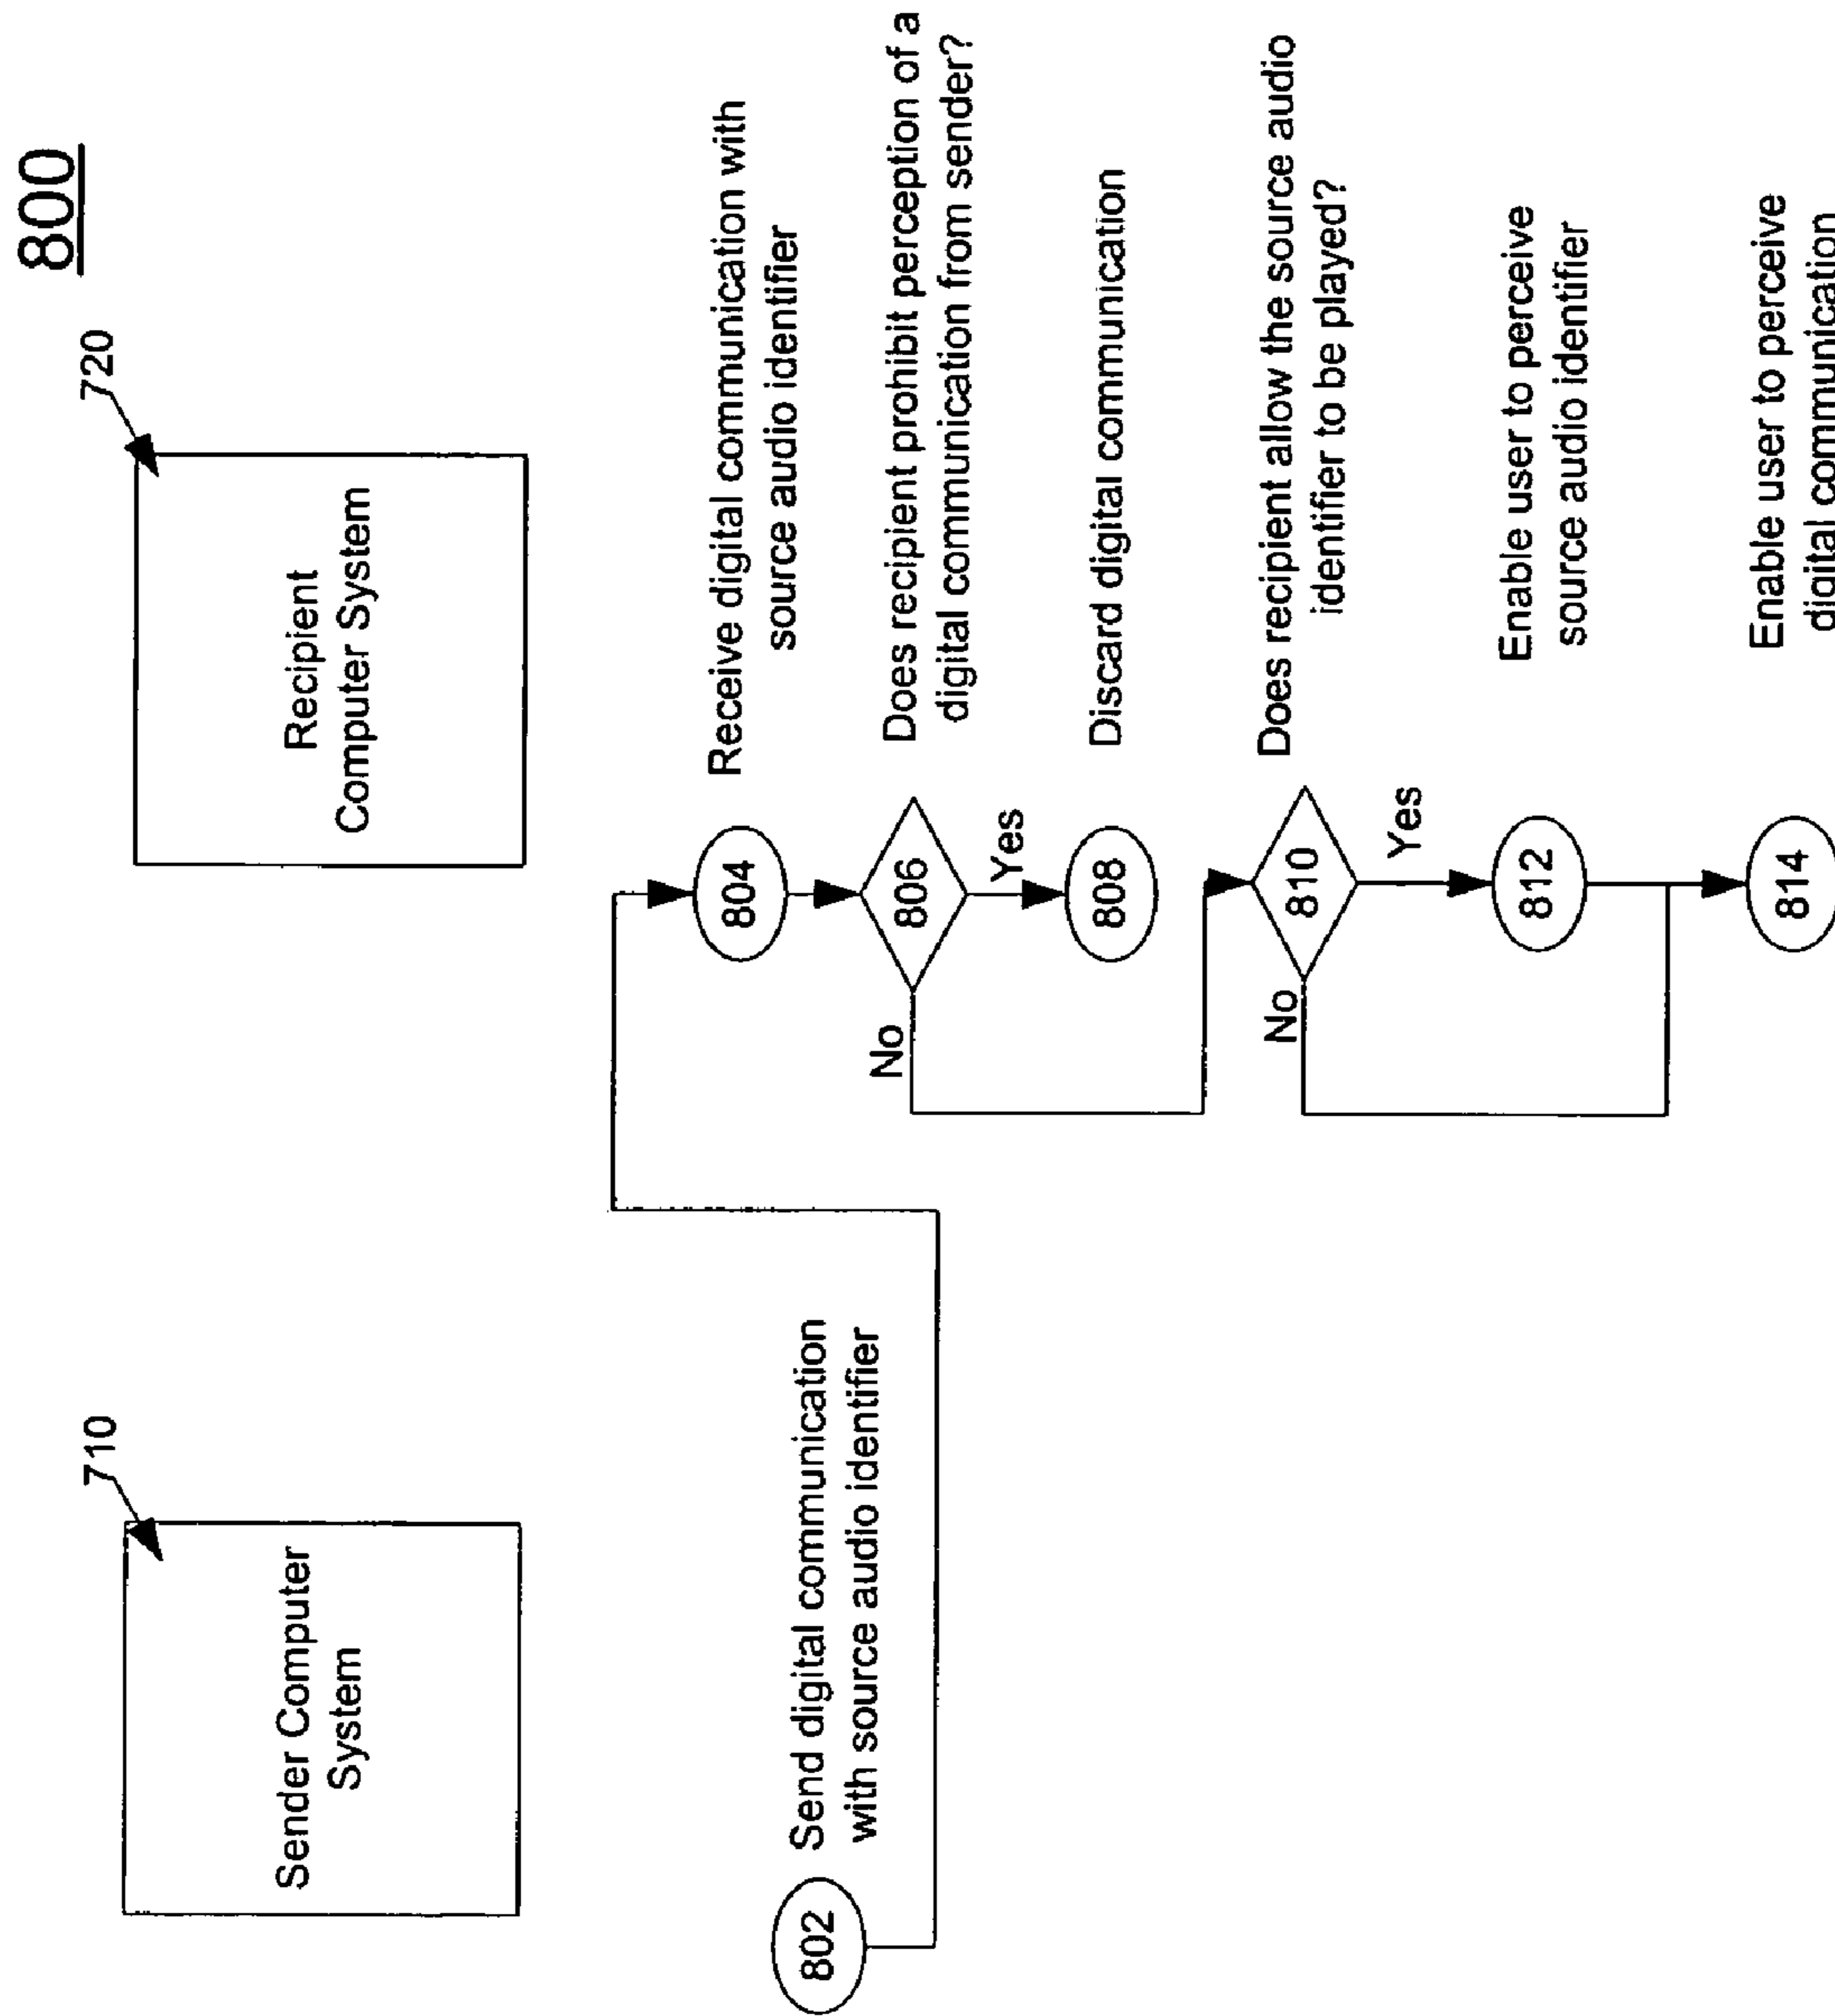 800
710
720
Sender Computer
System
Recipient
Computer System
802
Send digital communication
with source audio identifier
804
Receive digital communication with
source audio identifier
806
Does recipient prohibit perception of a
digital communication from sender?
No
Yes
808
Discard digital communication
810
Does recipient allow the source audio
identifier to be played?
No
Yes
812
Enable user to perceive
source audio identifier
814
Enable user to perceive
digital communication